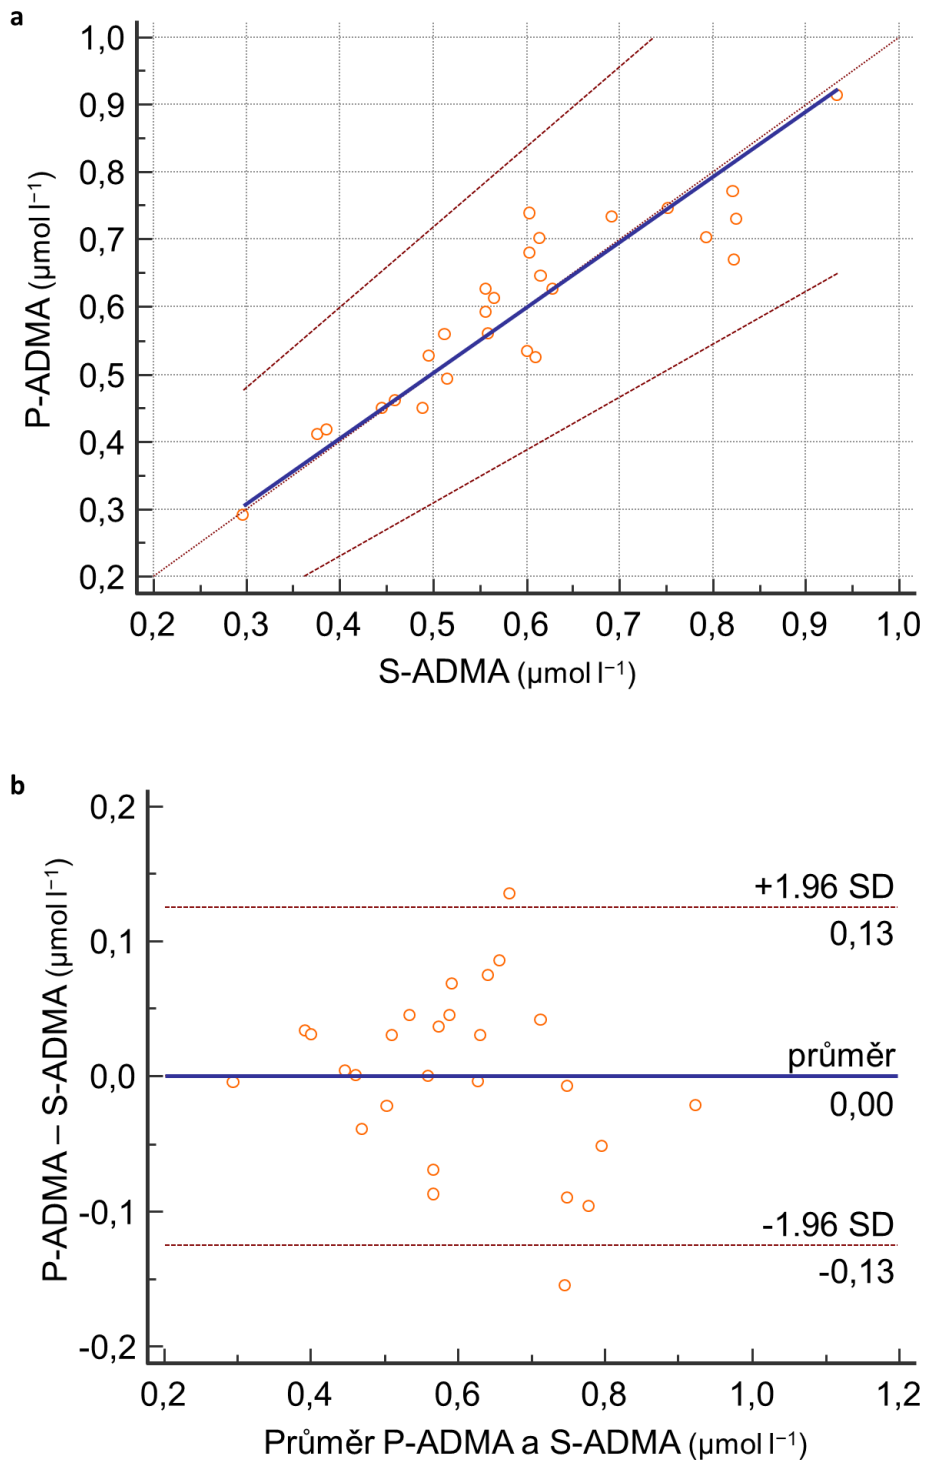 a
1,0
0,9
0,8
0,7
0,6
0,5
0,4
0,3
0,2
P-ADMA (µmol l⁻¹)
0,2 0,3 0,4 0,5 0,6 0,7 0,8 0,9 1,0
S-ADMA (µmol l⁻¹)
b
0,2
0,1
0,0
-0,1
-0,2
P-ADMA – S-ADMA (µmol l⁻¹)
+1.96 SD
0,13
průměr
0,00
-1.96 SD
-0,13
0,2 0,4 0,6 0,8 1,0 1,2
Průměr P-ADMA a S-ADMA (µmol l⁻¹)